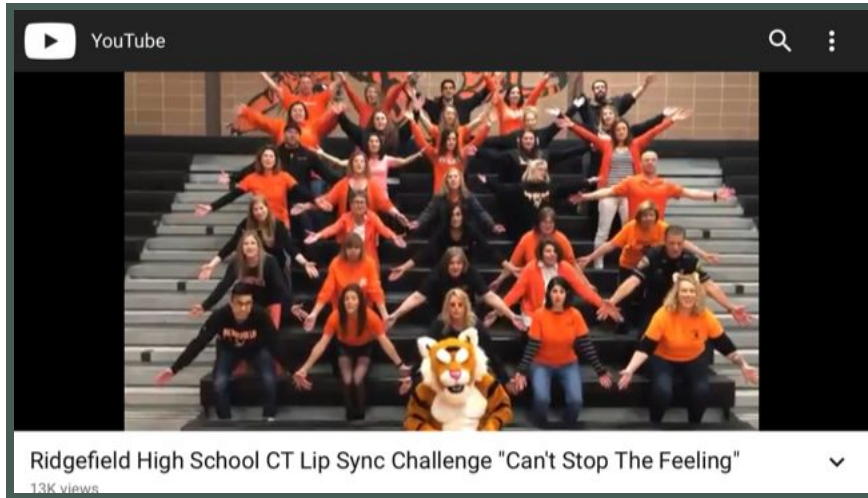 YouTube
Ridgefield High School CT Lip Sync Challenge "Can't Stop The Feeling"
13K views